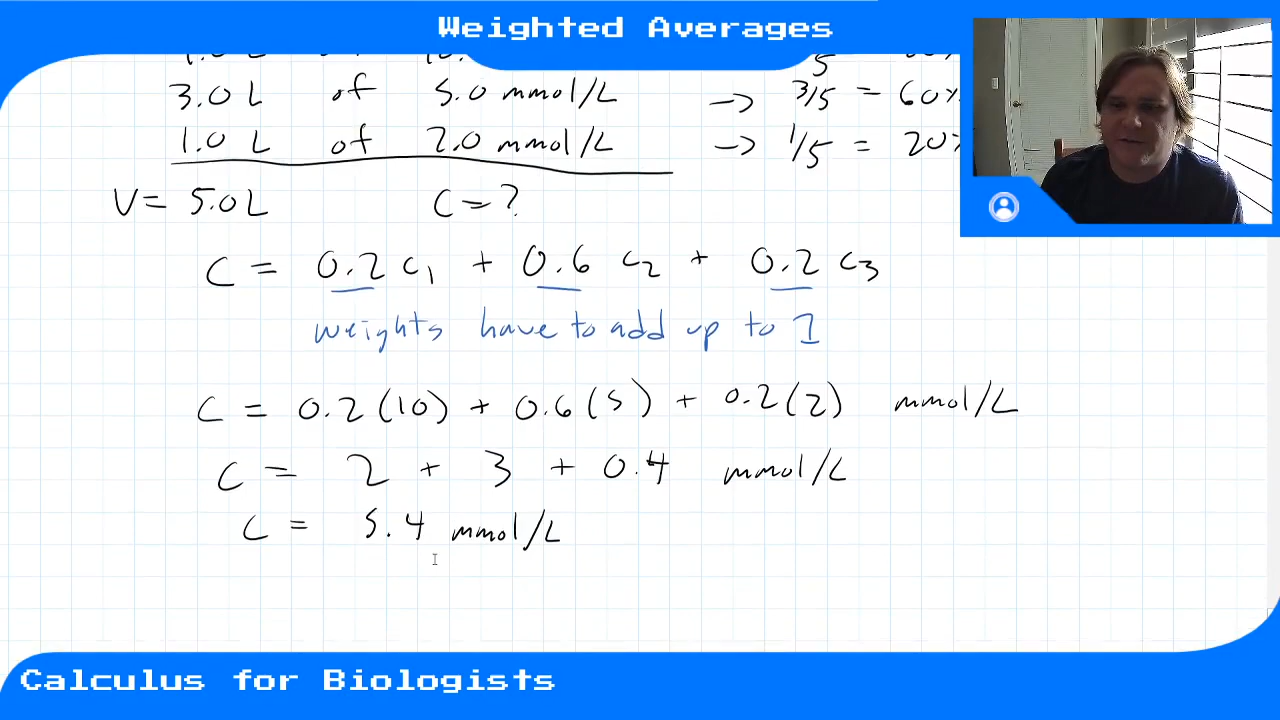 Weighted Averages
3.0 L of 5.0 mmol/L → 3/5 = 60%
1.0 L of 2.0 mmol/L → 1/5 = 20%
V = 5.0 L C = ?
C = 0.2 c₁ + 0.6 c₂ + 0.2 c₃
weights have to add up to 1
C = 0.2(10) + 0.6(5) + 0.2(2) mmol/L
C = 2 + 3 + 0.4 mmol/L
C = 5.4 mmol/L
Calculus for Biologists